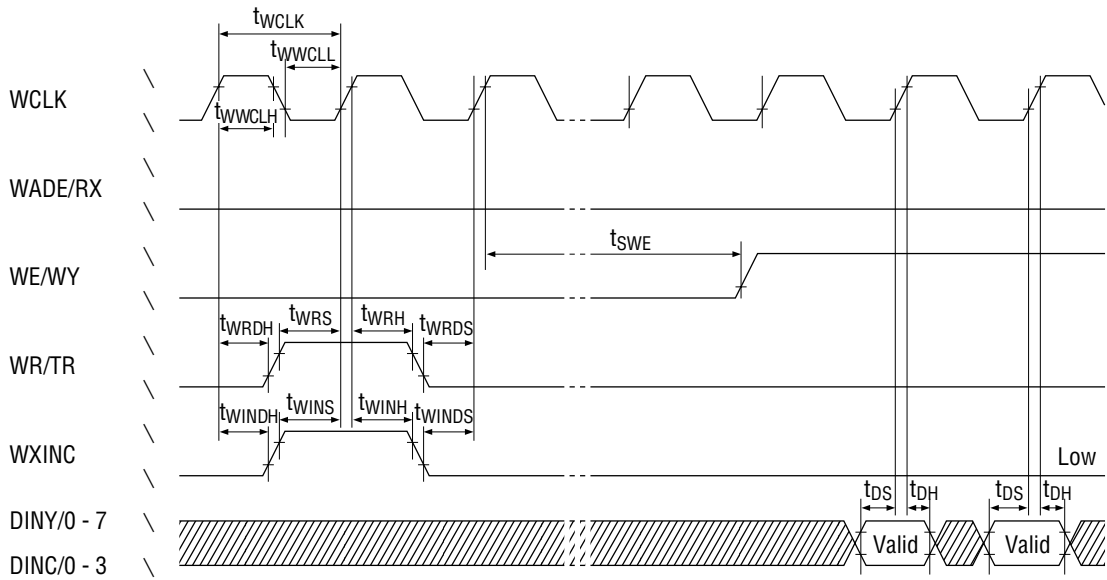 tWCLK
tWWCLL
WCLK
tWWCLH
WADE/RX
tSWE
WE/WY
tWRDH tWRS tWRH tWRDS
WR/TR
tWINDH tWINS tWINH tWINDS
WXINC
Low
tDS tDH tDS tDH
DINY/0 - 7
Valid Valid
DINC/0 - 3